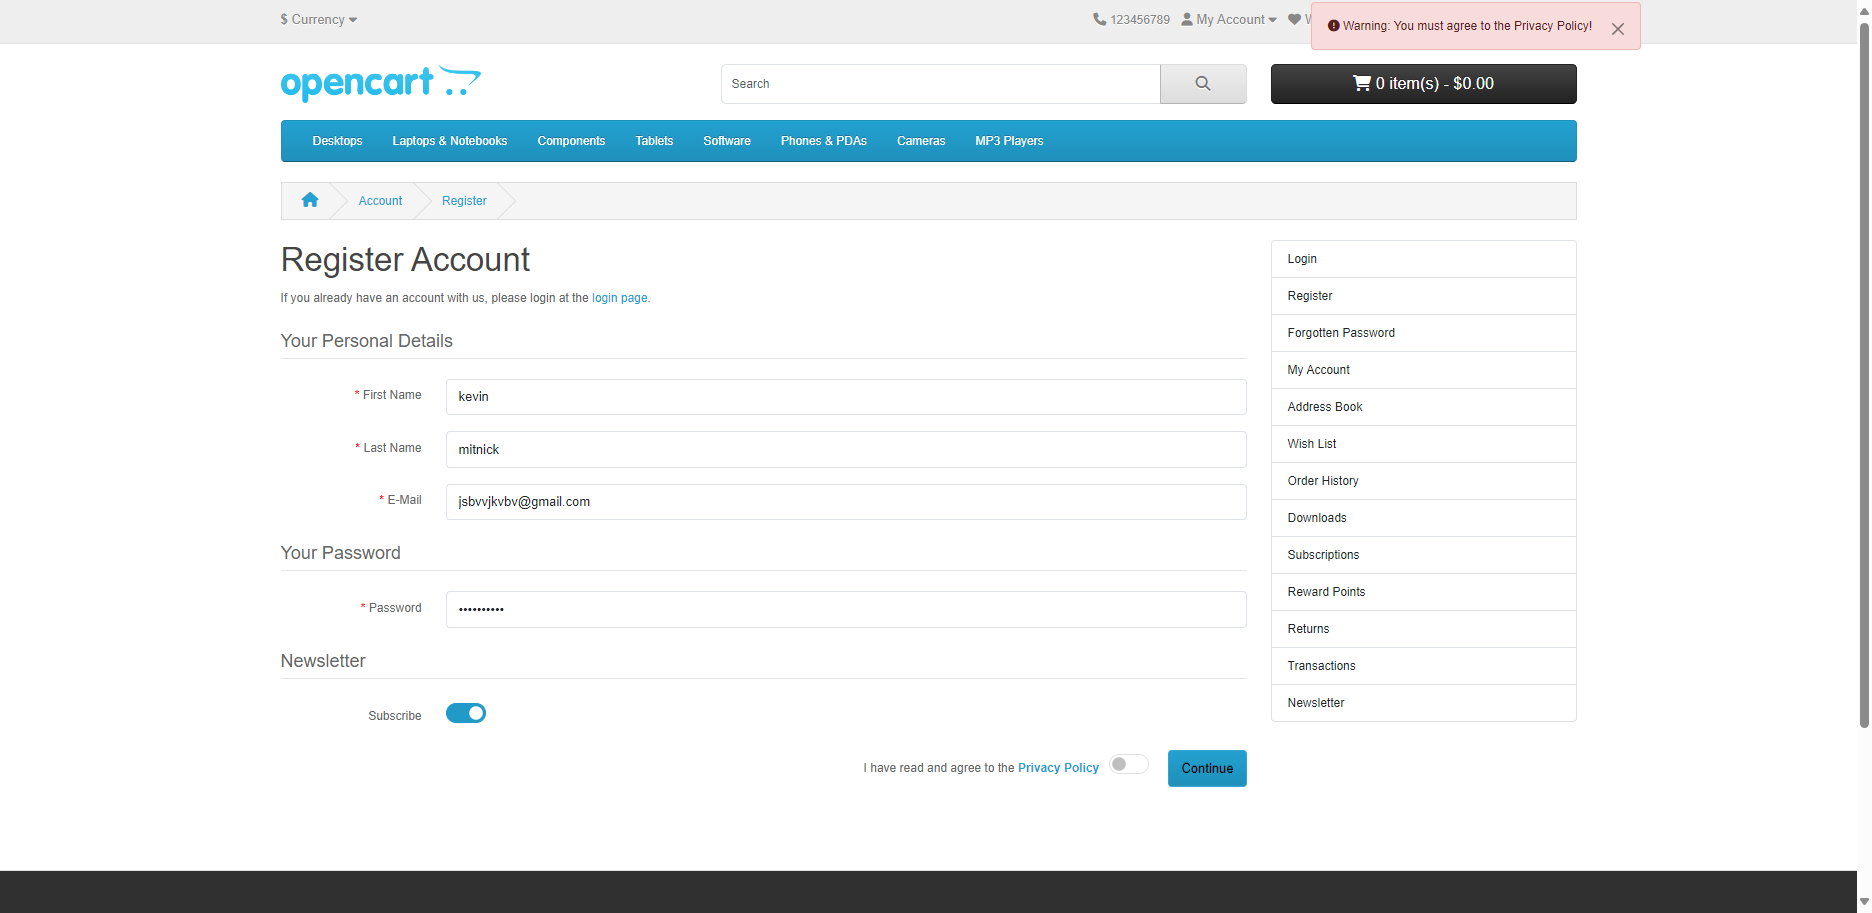 $ Currency
123456789 My Account
Warning: You must agree to the Privacy Policy!
opencart
Search
0 item(s) - $0.00
Desktops Laptops & Notebooks Components Tablets Software Phones & PDAs Cameras MP3 Players
Account Register
Register Account
If you already have an account with us, please login at the login page.
Your Personal Details
* First Name kevin
* Last Name mitnick
* E-Mail jsbvvjkvbv@gmail.com
Your Password
* Password ••••••••••
Newsletter
Subscribe
I have read and agree to the Privacy Policy Continue
Login
Register
Forgotten Password
My Account
Address Book
Wish List
Order History
Downloads
Subscriptions
Reward Points
Returns
Transactions
Newsletter